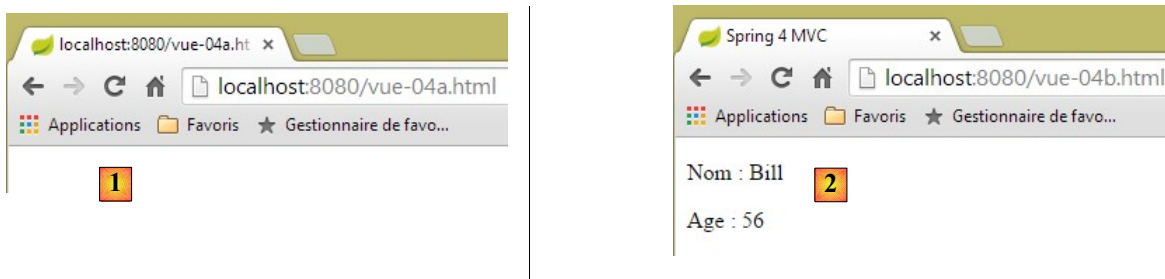 localhost:8080/vue-04a.ht
localhost:8080/vue-04a.html
Applications Favoris Gestionnaire de favo...
1
Spring 4 MVC
localhost:8080/vue-04b.html
Applications Favoris Gestionnaire de favo...
Nom : Bill
2
Age : 56